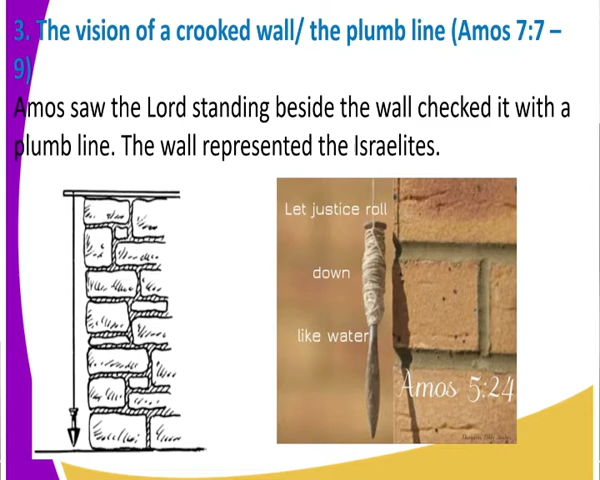 3. The vision of a crooked wall/ the plumb line (Amos 7:7 –
9)
Amos saw the Lord standing beside the wall checked it with a
plumb line. The wall represented the Israelites.
Let justice roll
down
like water
Amos 5:24